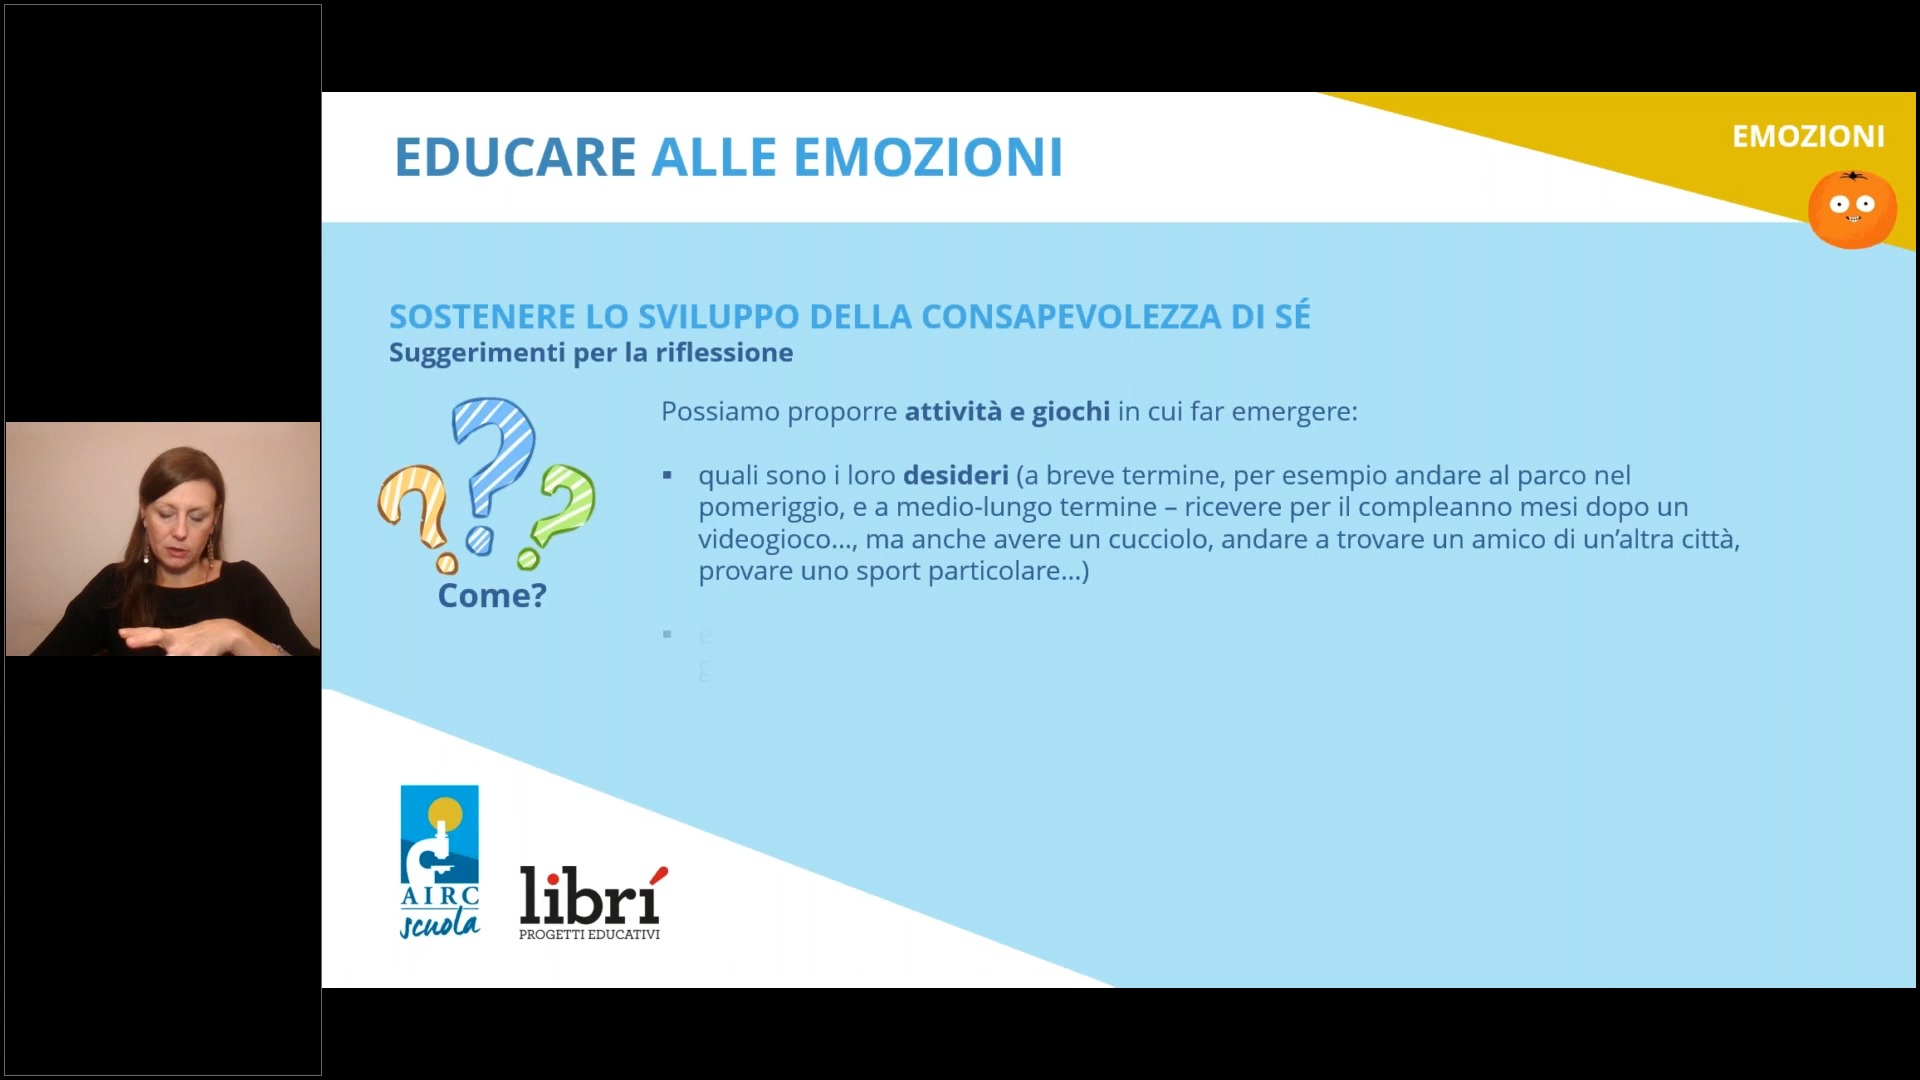 EDUCARE ALLE EMOZIONI
EMOZIONI
SOSTENERE LO SVILUPPO DELLA CONSAPEVOLEZZA DI SÉ
Suggerimenti per la riflessione
Come?
Possiamo proporre attività e giochi in cui far emergere:
▪ quali sono i loro desideri (a breve termine, per esempio andare al parco nel
pomeriggio, e a medio-lungo termine – ricevere per il compleanno mesi dopo un
videogioco..., ma anche avere un cucciolo, andare a trovare un amico di un’altra città,
provare uno sport particolare...)
▪ e
g
AIRC
scuola
librí
PROGETTI EDUCATIVI